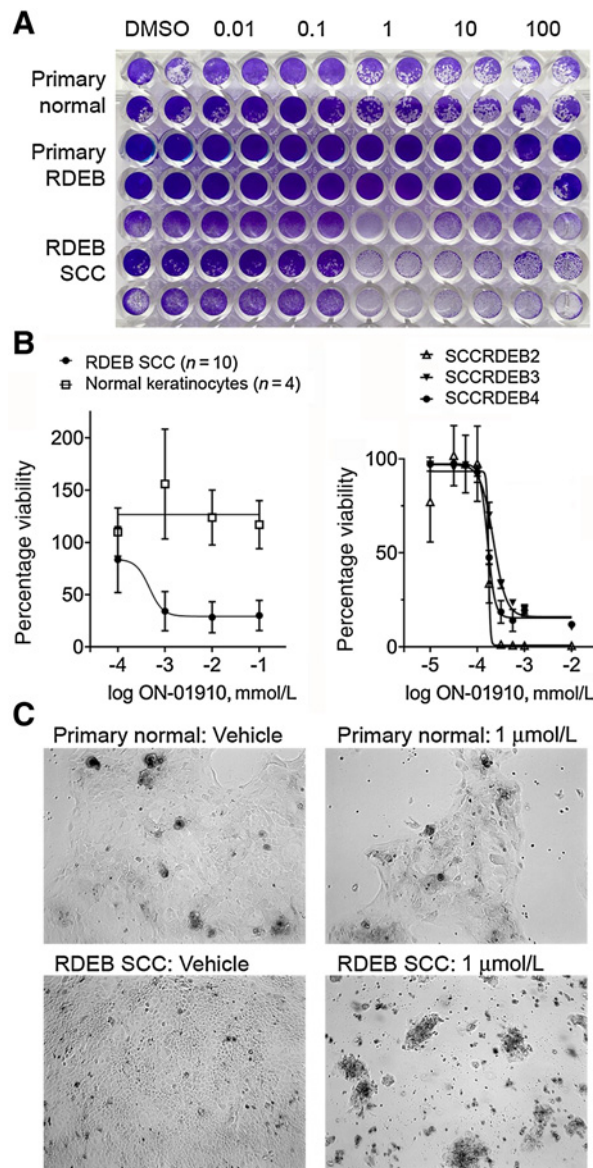 A
DMSO 0.01 0.1 1 10 100
Primary
normal
Primary
RDEB
RDEB
SCC
B
RDEB SCC (n = 10)
Normal keratinocytes (n = 4)
200
150
100
50
0
Percentage viability
-4 -3 -2 -1
log ON-01910, mmol/L
SCCRDEB2
SCCRDEB3
SCCRDEB4
100
50
0
Percentage viability
-5 -4 -3 -2
log ON-01910, mmol/L
C
Primary normal: Vehicle
Primary normal: 1 μmol/L
RDEB SCC: Vehicle
RDEB SCC: 1 μmol/L